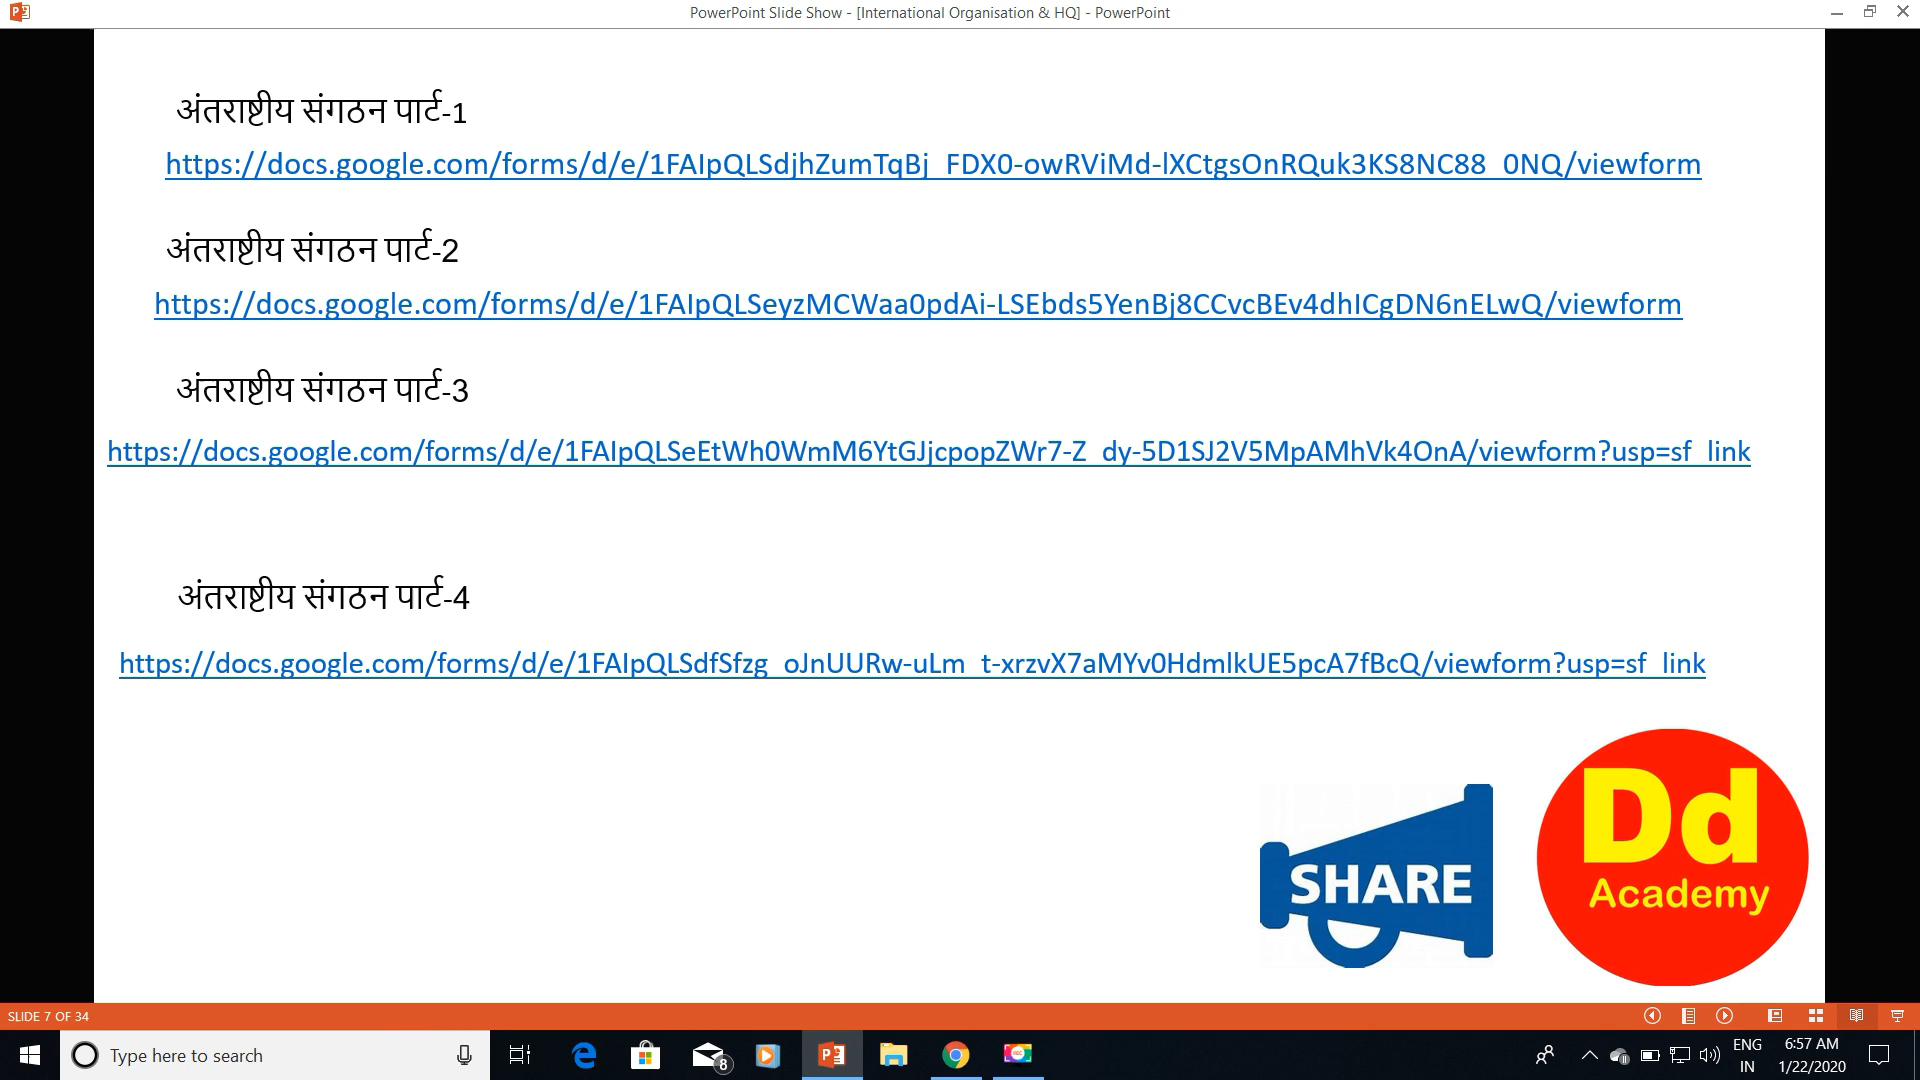 PowerPoint Slide Show - [International Organisation & HQ] - PowerPoint
अंतराष्टीय संगठन पार्ट-1
https://docs.google.com/forms/d/e/1FAIpQLSdjhZumTqBj_FDX0-owRViMd-lXCtgsOnRQuk3KS8NC88_0NQ/viewform
अंतराष्टीय संगठन पार्ट-2
https://docs.google.com/forms/d/e/1FAIpQLSeyzMCWaa0pdAi-LSEbds5YenBj8CCvcBEv4dhICgDN6nELwQ/viewform
अंतराष्टीय संगठन पार्ट-3
https://docs.google.com/forms/d/e/1FAIpQLSeEtWh0WmM6YtGJjcpopZWr7-Z_dy-5D1SJ2V5MpAMhVk4OnA/viewform?usp=sf_link
अंतराष्टीय संगठन पार्ट-4
https://docs.google.com/forms/d/e/1FAIpQLSdfSfzg_oJnUURw-uLm_t-xrzvX7aMYv0HdmlkUE5pcA7fBcQ/viewform?usp=sf_link
SHARE
Dd
Academy
SLIDE 7 OF 34
Type here to search
8
ENG
IN
6:57 AM
1/22/2020